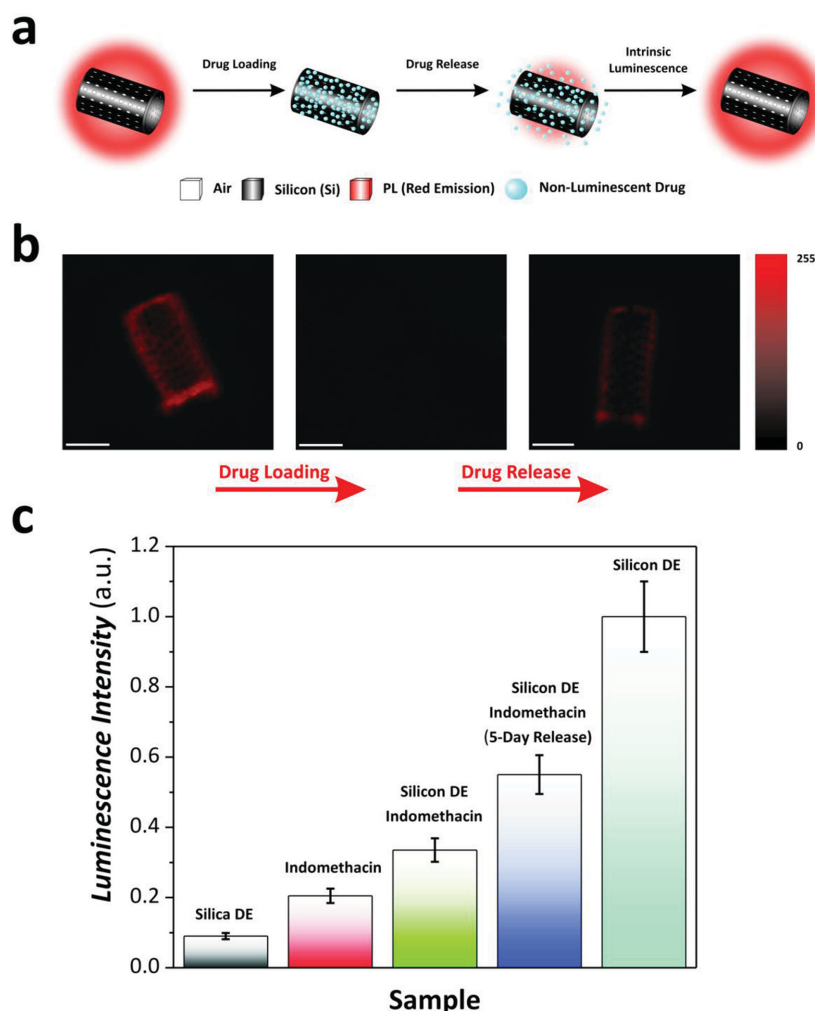 a
Drug Loading
Drug Release
Intrinsic
Luminescence
Air
Silicon (Si)
PL (Red Emission)
Non-Luminescent Drug
b
255
0
Drug Loading
Drug Release
c
Luminescence Intensity (a.u.)
1.2
1.0
0.8
0.6
0.4
0.2
0.0
Silica DE
Indomethacin
Silicon DE
Indomethacin
Silicon DE
Indomethacin
(5-Day Release)
Silicon DE
Sample